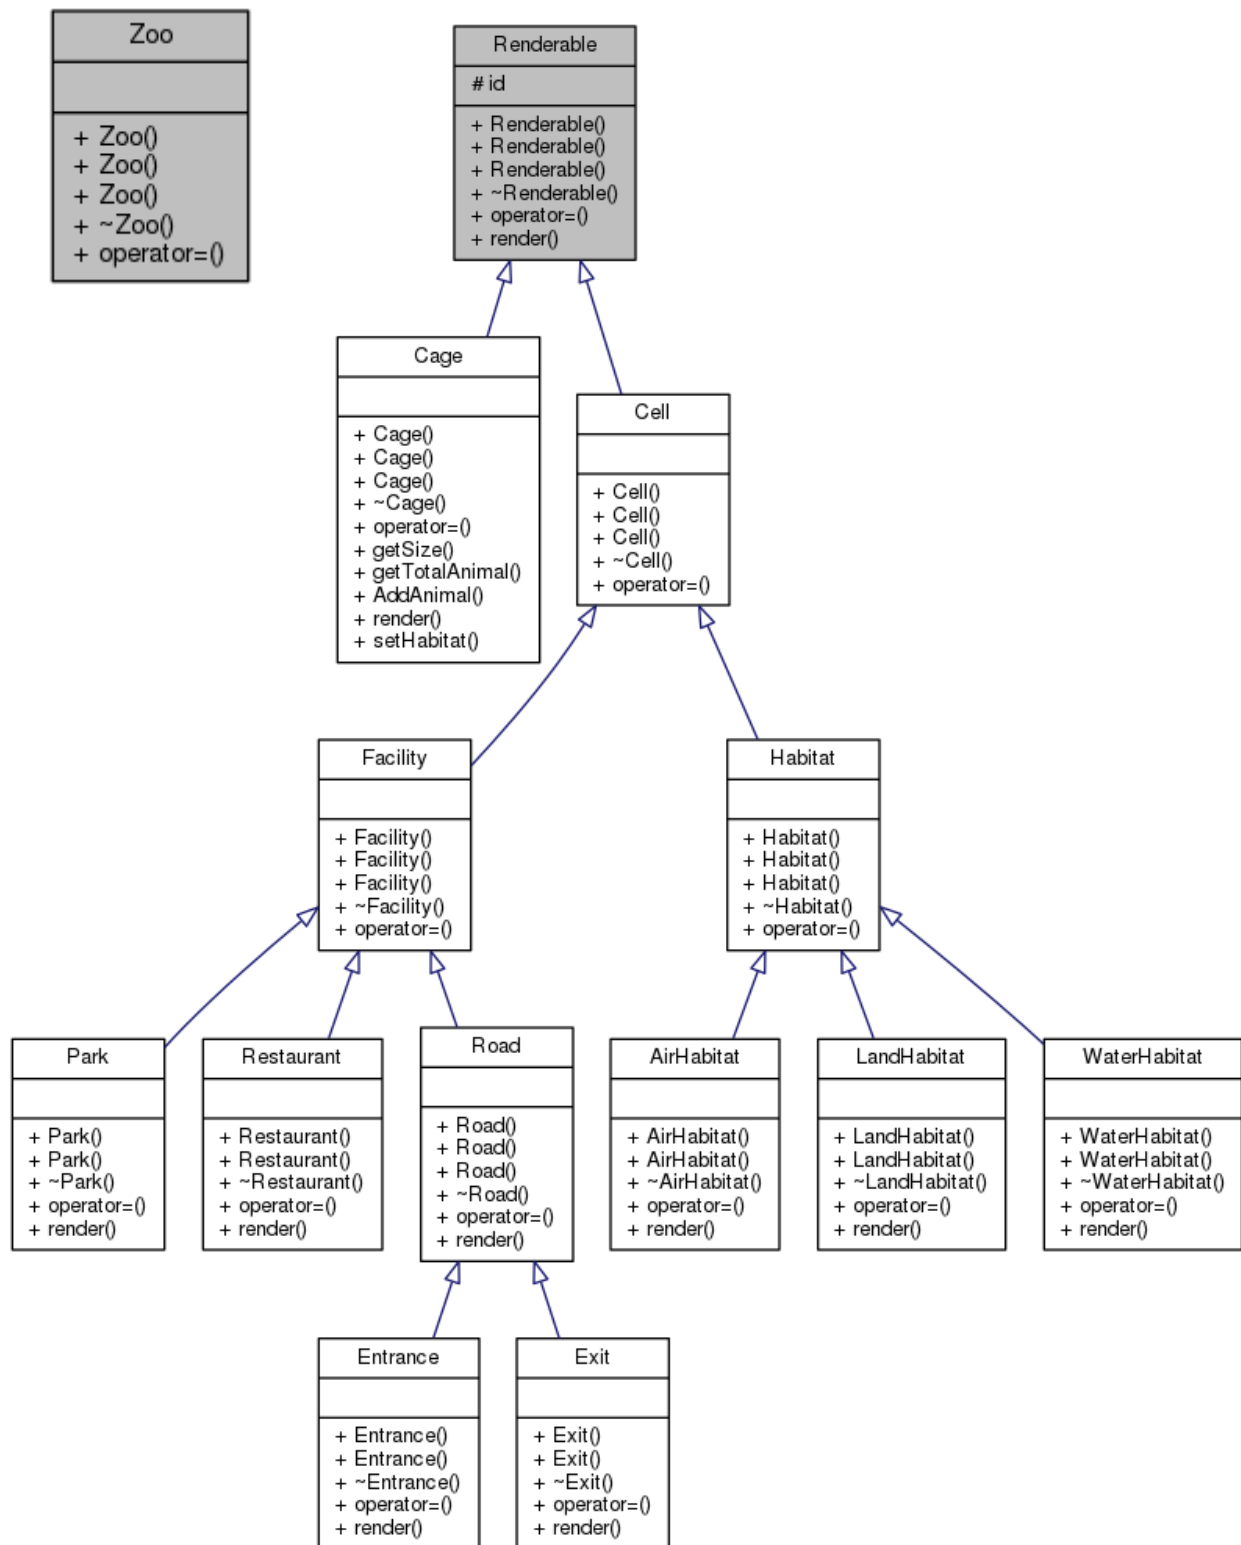 Zoo
+ Zoo()
+ Zoo()
+ Zoo()
+ ~Zoo()
+ operator=()
Renderable
# id
+ Renderable()
+ Renderable()
+ Renderable()
+ ~Renderable()
+ operator=()
+ render()
Cage
+ Cage()
+ Cage()
+ Cage()
+ ~Cage()
+ operator=()
+ getSize()
+ getTotalAnimal()
+ AddAnimal()
+ render()
+ setHabitat()
Cell
+ Cell()
+ Cell()
+ Cell()
+ ~Cell()
+ operator=()
Facility
+ Facility()
+ Facility()
+ Facility()
+ ~Facility()
+ operator=()
Habitat
+ Habitat()
+ Habitat()
+ Habitat()
+ ~Habitat()
+ operator=()
Park
+ Park()
+ Park()
+ ~Park()
+ operator=()
+ render()
Restaurant
+ Restaurant()
+ Restaurant()
+ ~Restaurant()
+ operator=()
+ render()
Road
+ Road()
+ Road()
+ Road()
+ ~Road()
+ operator=()
+ render()
AirHabitat
+ AirHabitat()
+ AirHabitat()
+ ~AirHabitat()
+ operator=()
+ render()
LandHabitat
+ LandHabitat()
+ LandHabitat()
+ ~LandHabitat()
+ operator=()
+ render()
WaterHabitat
+ WaterHabitat()
+ WaterHabitat()
+ ~WaterHabitat()
+ operator=()
+ render()
Entrance
+ Entrance()
+ Entrance()
+ ~Entrance()
+ operator=()
+ render()
Exit
+ Exit()
+ Exit()
+ ~Exit()
+ operator=()
+ render()